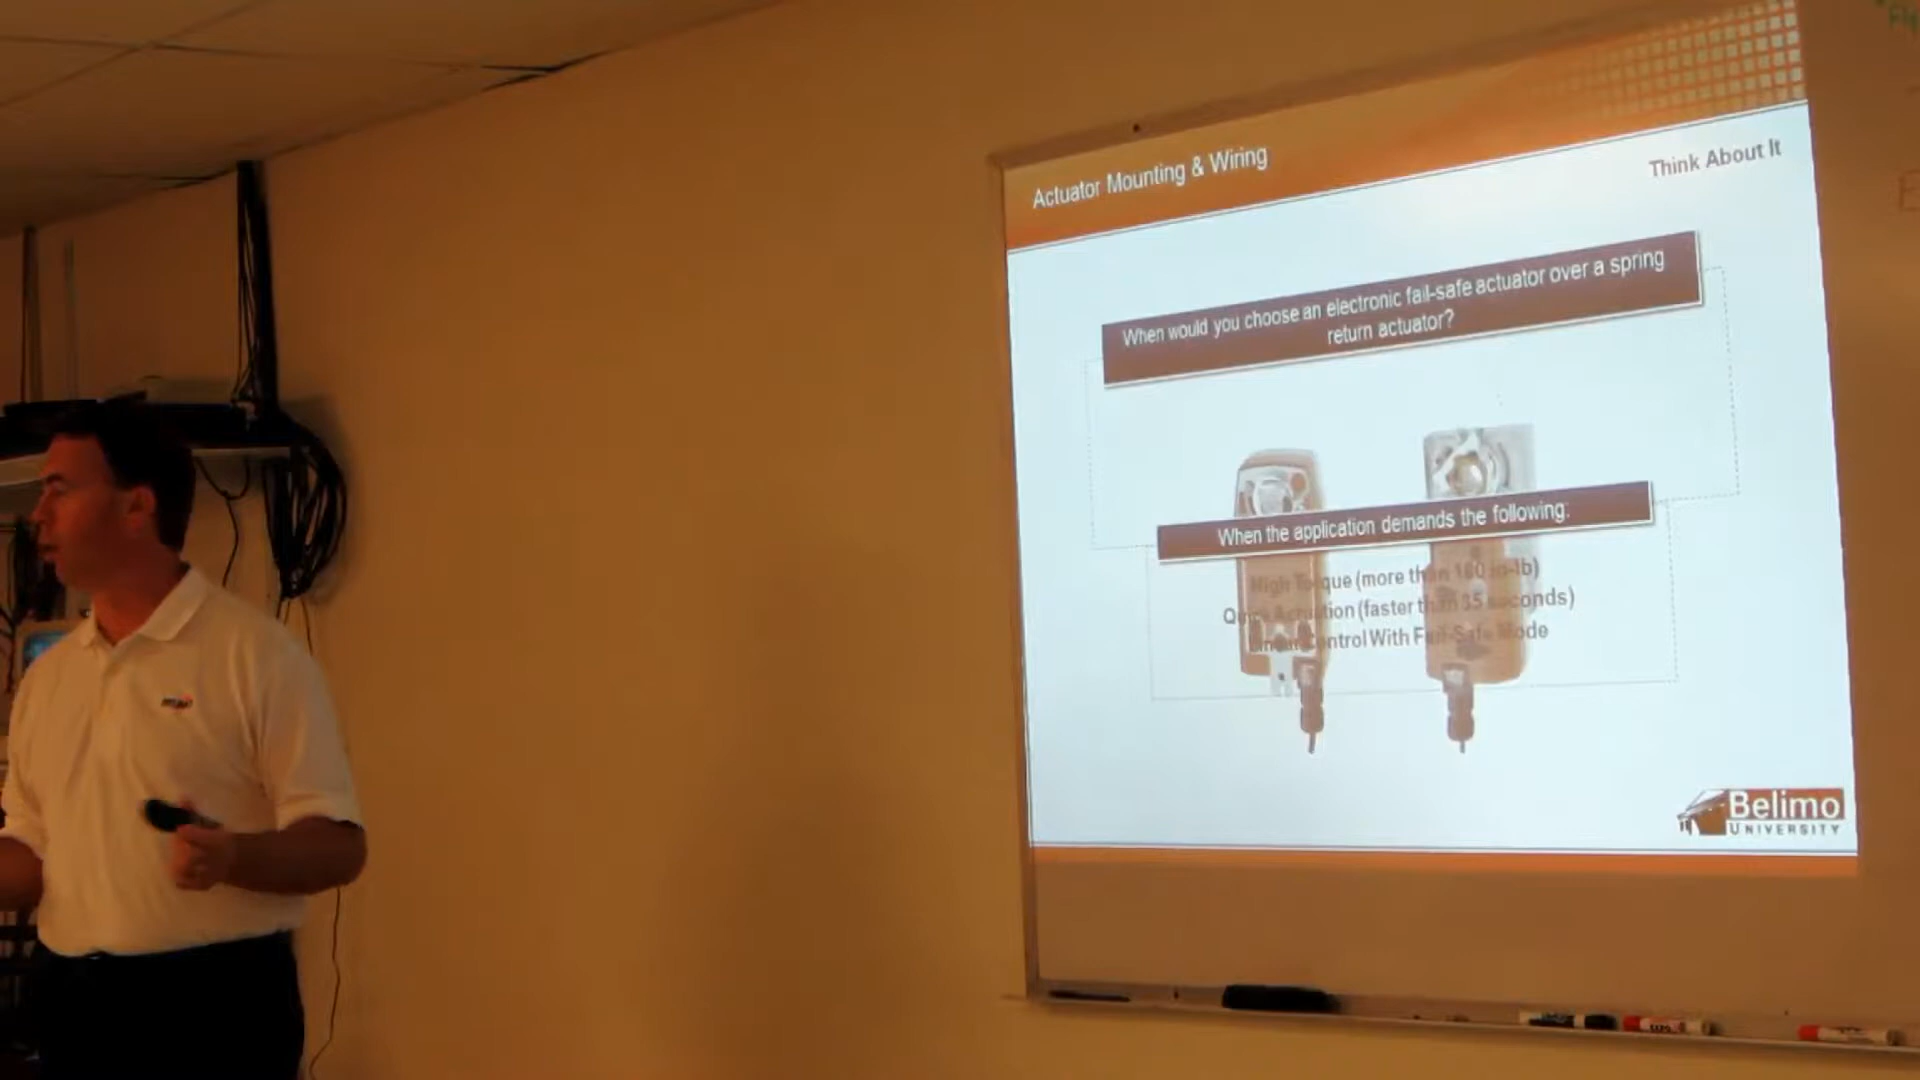 Actuator Mounting & Wiring
Think About It
When would you choose an electronic fail-safe actuator over a spring
return actuator?
When the application demands the following:
High Torque (more than 180 in-lb)
Quick Actuation (faster than 35 seconds)
Linear Control With Fail-Safe Mode
Belimo
UNIVERSITY